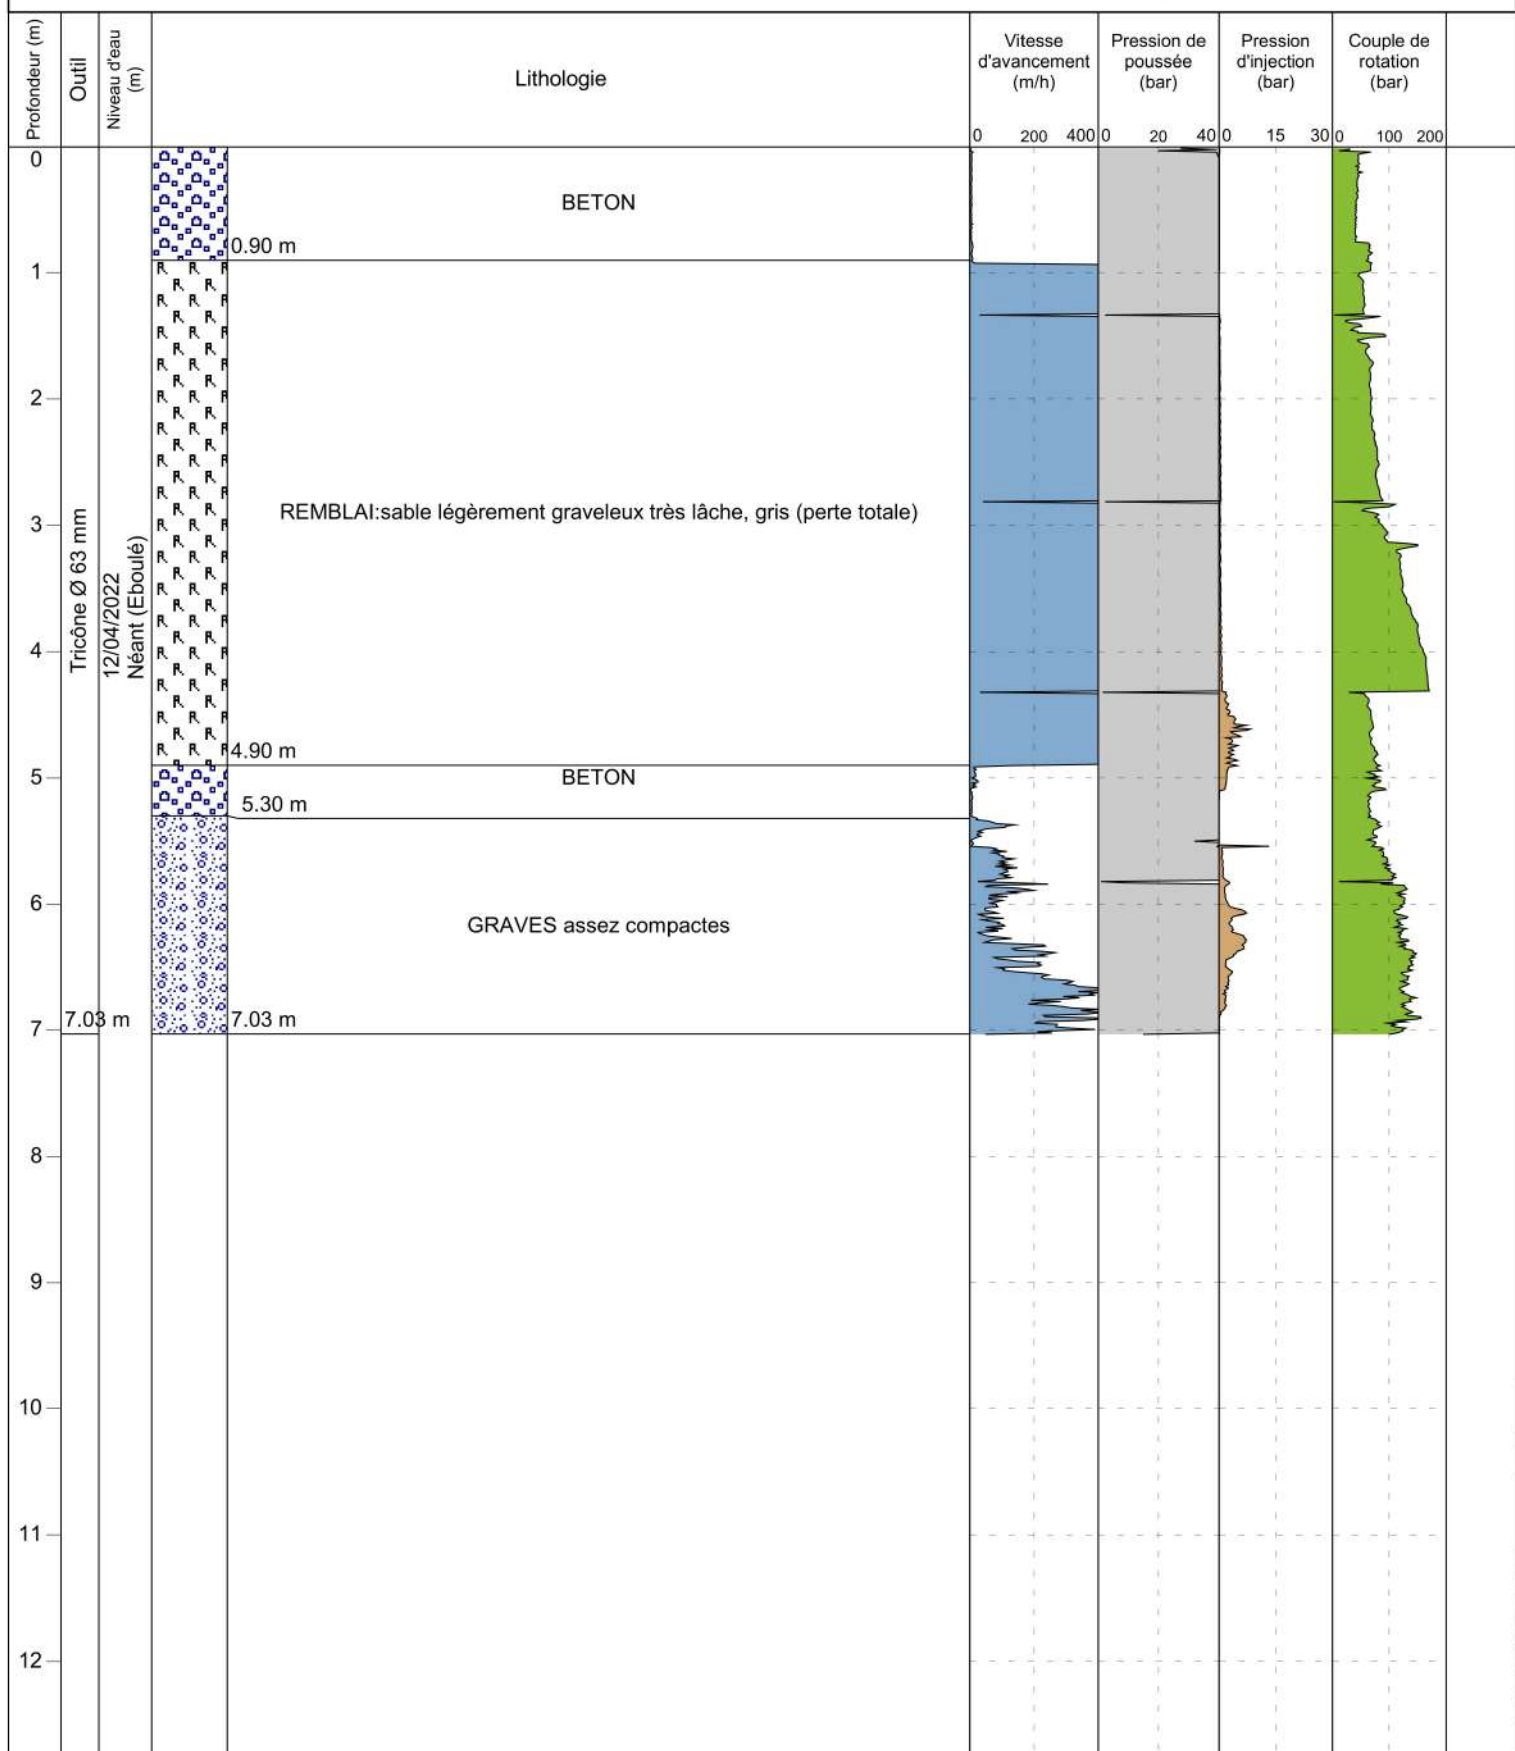 Profondeur (m)
Outil
Niveau d'eau
(m)
Lithologie
Vitesse
d'avancement
(m/h)
Pression de
poussée
(bar)
Pression
d'injection
(bar)
Couple de
rotation
(bar)
0 200 400
0 20 40
0 15 30
0 100 200
0
BETON
0.90 m
1
2
REMBLAI:sable légèrement graveleux très lâche, gris (perte totale)
3
Tricône Ø 63 mm
12/04/2022
Néant (Eboulé)
4
4.90 m
5
BETON
5.30 m
6
GRAVES assez compactes
7.03 m
7.03 m
7
8
9
10
11
12